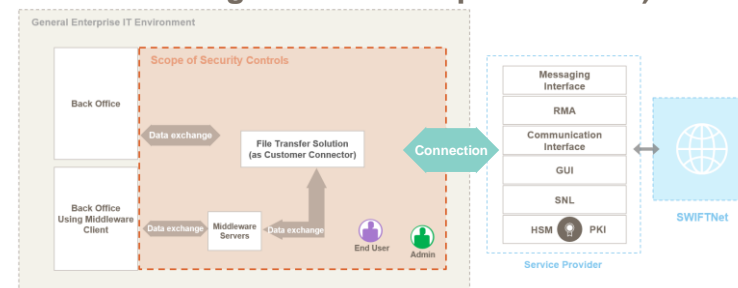 General Enterprise IT Environment
Scope of Security Controls
Back Office
Data exchange
File Transfer Solution
(as Customer Connector)
Back Office
Using Middleware
Client
Data exchange
Middleware
Servers
Data exchange
End User
Admin
Connection
Messaging
Interface
RMA
Communication
Interface
GUI
SNL
HSM PKI
Service Provider
SWIFTNet